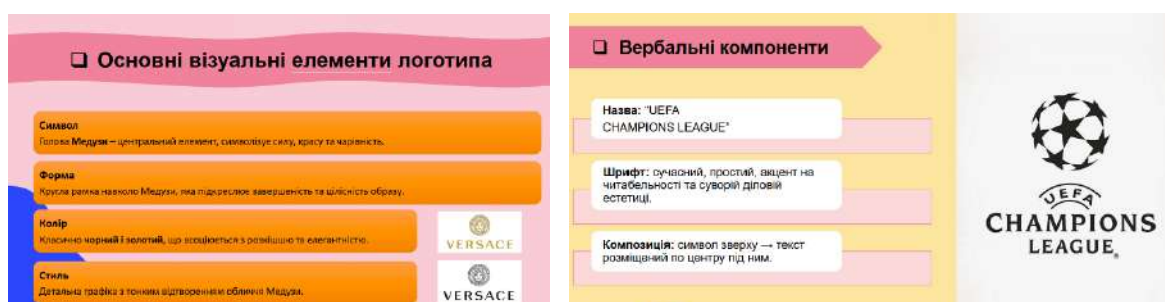 ❑ Основні візуальні елементи логотипа
Символ
Голова Медузи – центральний елемент, символізує силу, красу та чарівність.
Форма
Кругла рамка навколо Медузи, яка підкреслює завершеність та цілісність образу.
Колір
Класично чорний і золотий, що асоціюється з розкішшю та елегантністю.
Стиль
Детальна графіка з тонким відтворенням обличчя Медузи.
VERSACE
VERSACE
❑ Вербальні компоненти
Назва: "UEFA
CHAMPIONS LEAGUE"
Шрифт: сучасний, простий, акцент на
читабельності та суворій діловій
естетиці.
Композиція: символ зверху → текст
розміщений по центру під ним.
UEFA
CHAMPIONS
LEAGUE